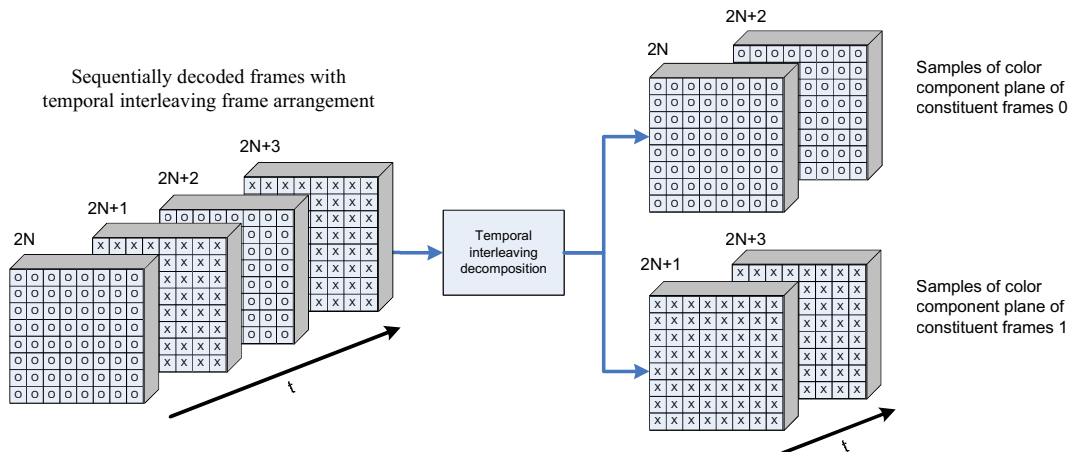 Sequentially decoded frames with
temporal interleaving frame arrangement
2N
2N+1
2N+2
2N+3
t
Temporal
interleaving
decomposition
2N
2N+2
Samples of color
component plane of
constituent frames 0
2N+1
2N+3
Samples of color
component plane of
constituent frames 1
t